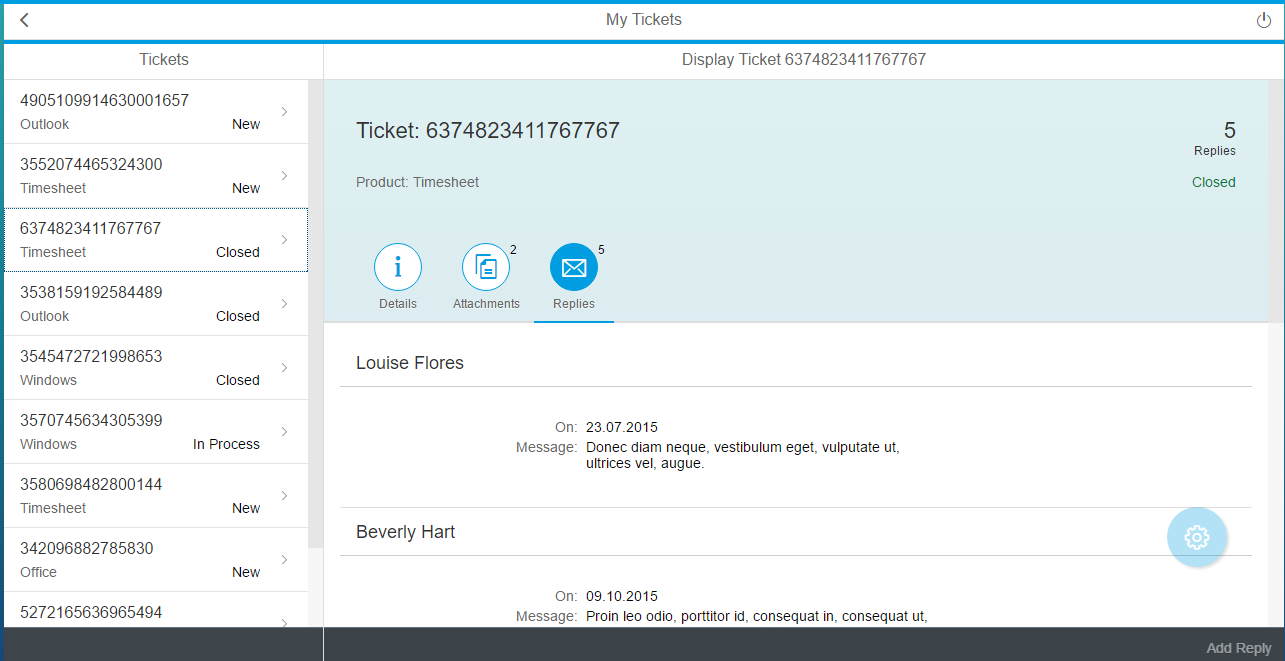 My Tickets
Tickets
4905109914630001657
Outlook New
3552074465324300
Timesheet New
6374823411767767
Timesheet Closed
3538159192584489
Outlook Closed
3545472721998653
Windows Closed
3570745634305399
Windows In Process
3580698482800144
Timesheet New
342096882785830
Office New
5272165636965494
Display Ticket 6374823411767767
Ticket: 6374823411767767
5
Replies
Product: Timesheet
Closed
i
2
5
Details
Attachments
Replies
Louise Flores
On: 23.07.2015
Message: Donec diam neque, vestibulum eget, vulputate ut,
ultrices vel, augue.
Beverly Hart
On: 09.10.2015
Message: Proin leo odio, porttitor id, consequat in, consequat ut,
Add Reply